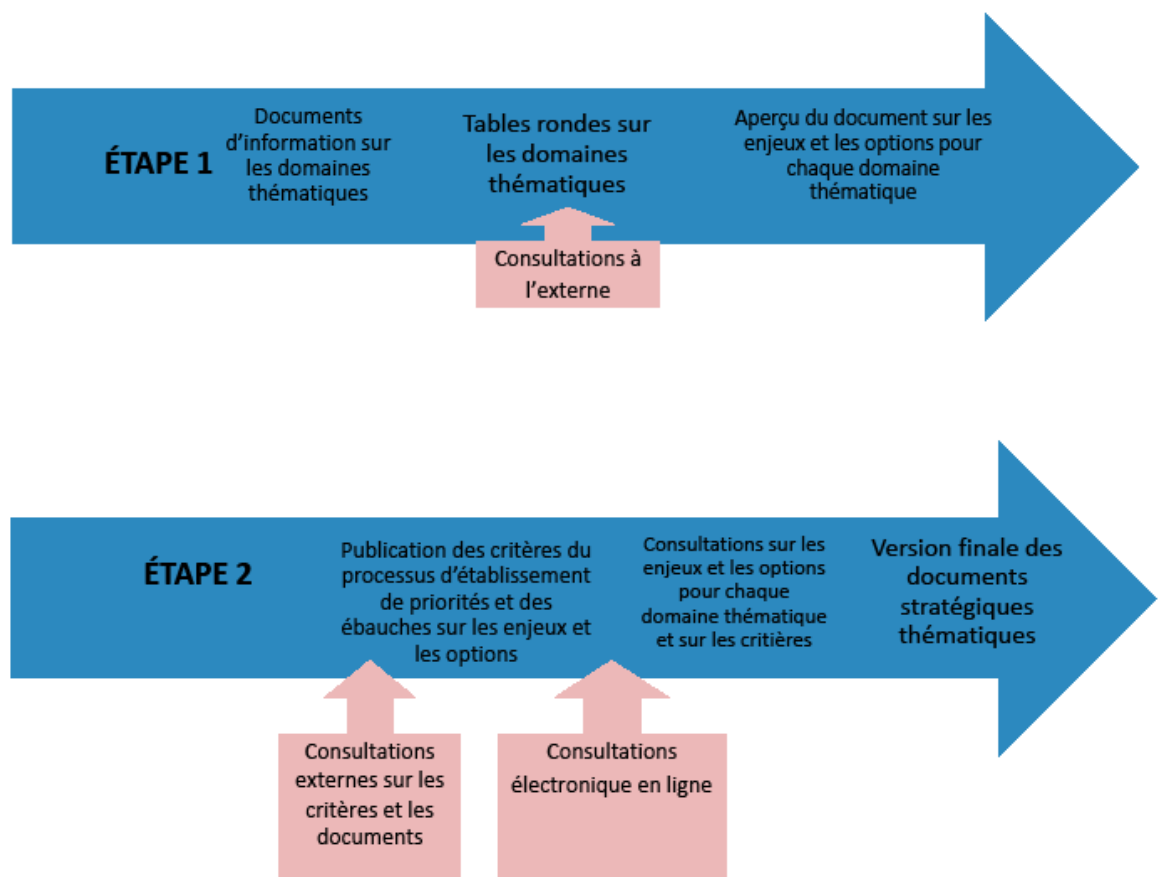 ÉTAPE 1
Documents
d'information sur
les domaines
thématiques
Tables rondes sur
les domaines
thématiques
Aperçu du document sur les
enjeux et les options pour
chaque domaine
thématique
Consultations à
l'externe
ÉTAPE 2
Publication des critères du
processus d'établissement
de priorités et des
ébauches sur les enjeux et
les options
Consultations sur les
enjeux et les options
pour chaque
domaine thématique
et sur les critières
Version finale des
documents
stratégiques
thématiques
Consultations
externes sur les
critères et les
documents
Consultations
électronique en ligne